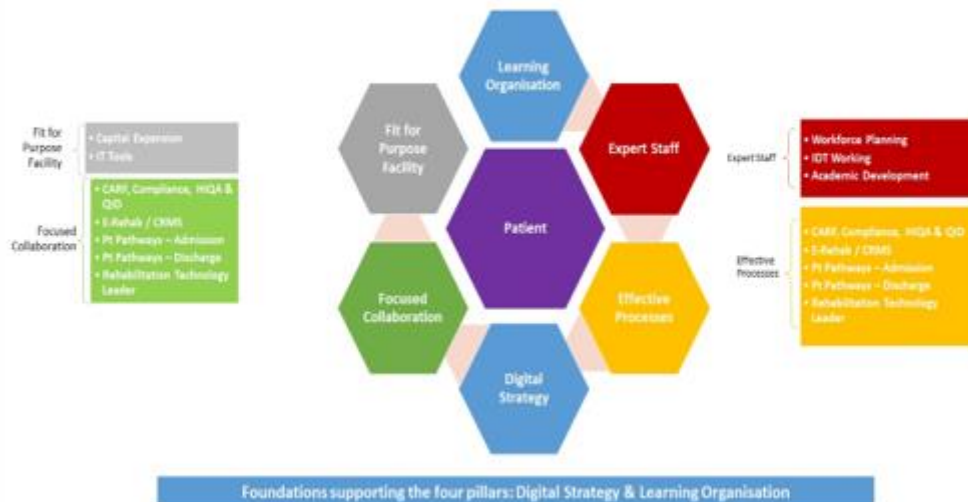 Learning
Organisation
Fit for
Purpose
Facility
Expert Staff
Patient
Focused
Collaboration
Effective
Processes
Digital
Strategy
Fit for
Purpose
Facility
• Capital Expansion
• IT Tools
Focused
Collaboration
• CARF, Compliance, HIQA &
QID
• E-Rehab / CRMS
• Pt Pathways – Admission
• Pt Pathways – Discharge
• Rehabilitation Technology
Leader
Expert Staff
• Workforce Planning
• IDT Working
• Academic Development
Effective
Processes
• CARF, Compliance, HIQA & QID
• E-Rehab / CRMS
• Pt Pathways – Admission
• Pt Pathways – Discharge
• Rehabilitation Technology
Leader
Foundations supporting the four pillars: Digital Strategy & Learning Organisation